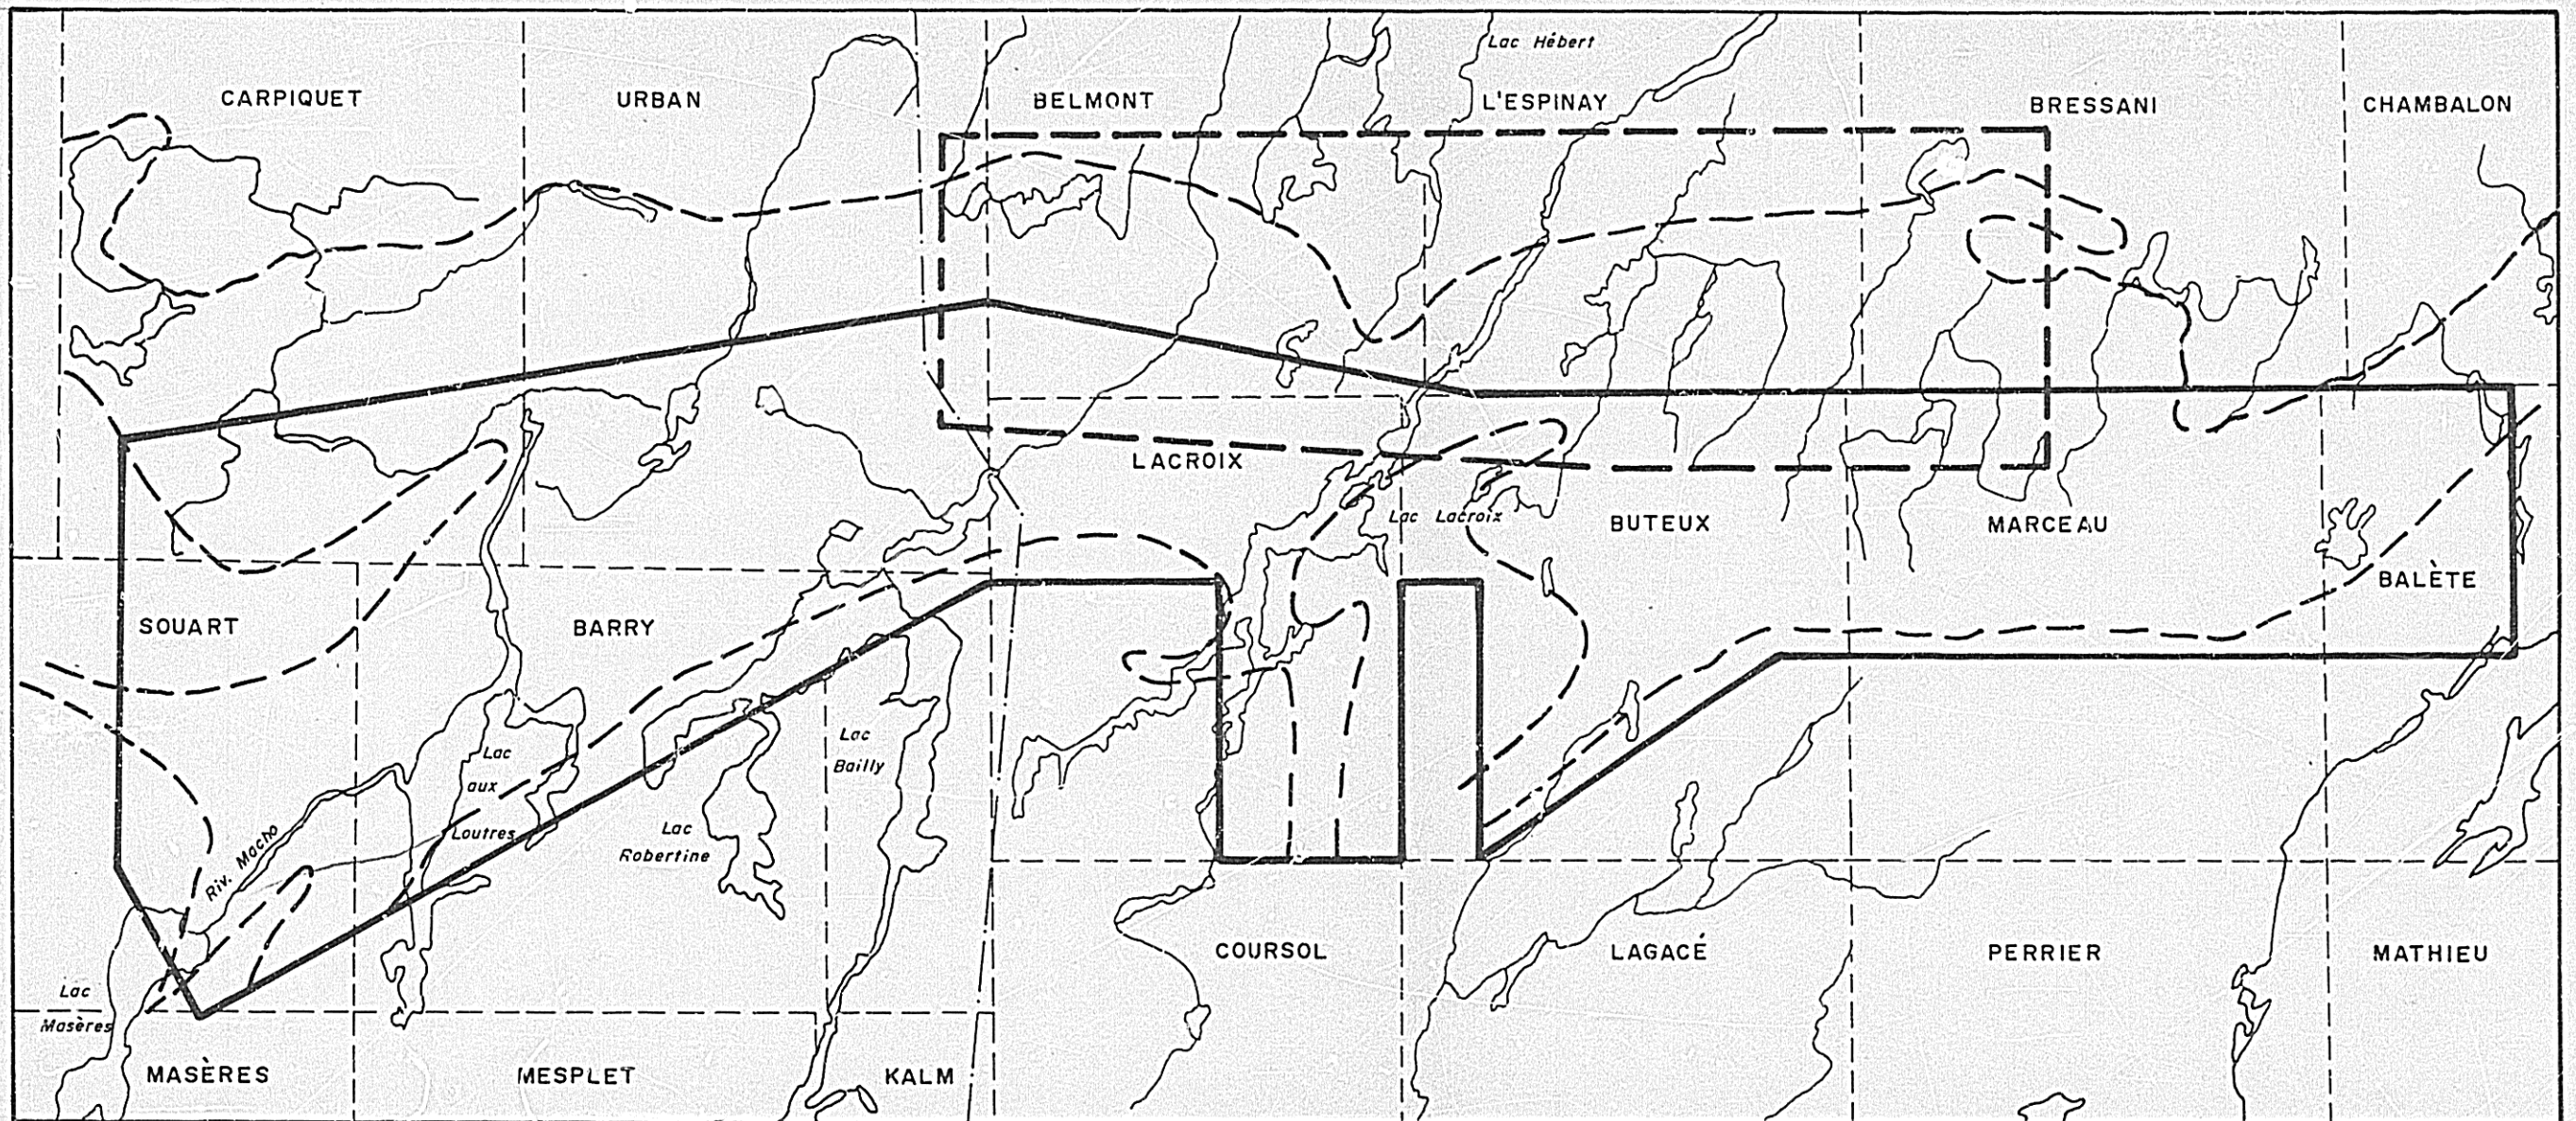 Lac Hébert
CARPIQUET
URBAN
BELMONT
L'ESPINAY
BRESSANI
CHAMBALON
LACROIX
Lac Lacroix
BUTEUX
MARCEAU
BALÈTE
SOUART
BARRY
Lac
aux
Loutres
Lac
Bailly
Lac
Robertine
Riv. Macho
COURSOL
LAGACÉ
PERRIER
MATHIEU
Lac
Masères
MASÈRES
MESPLET
KALM